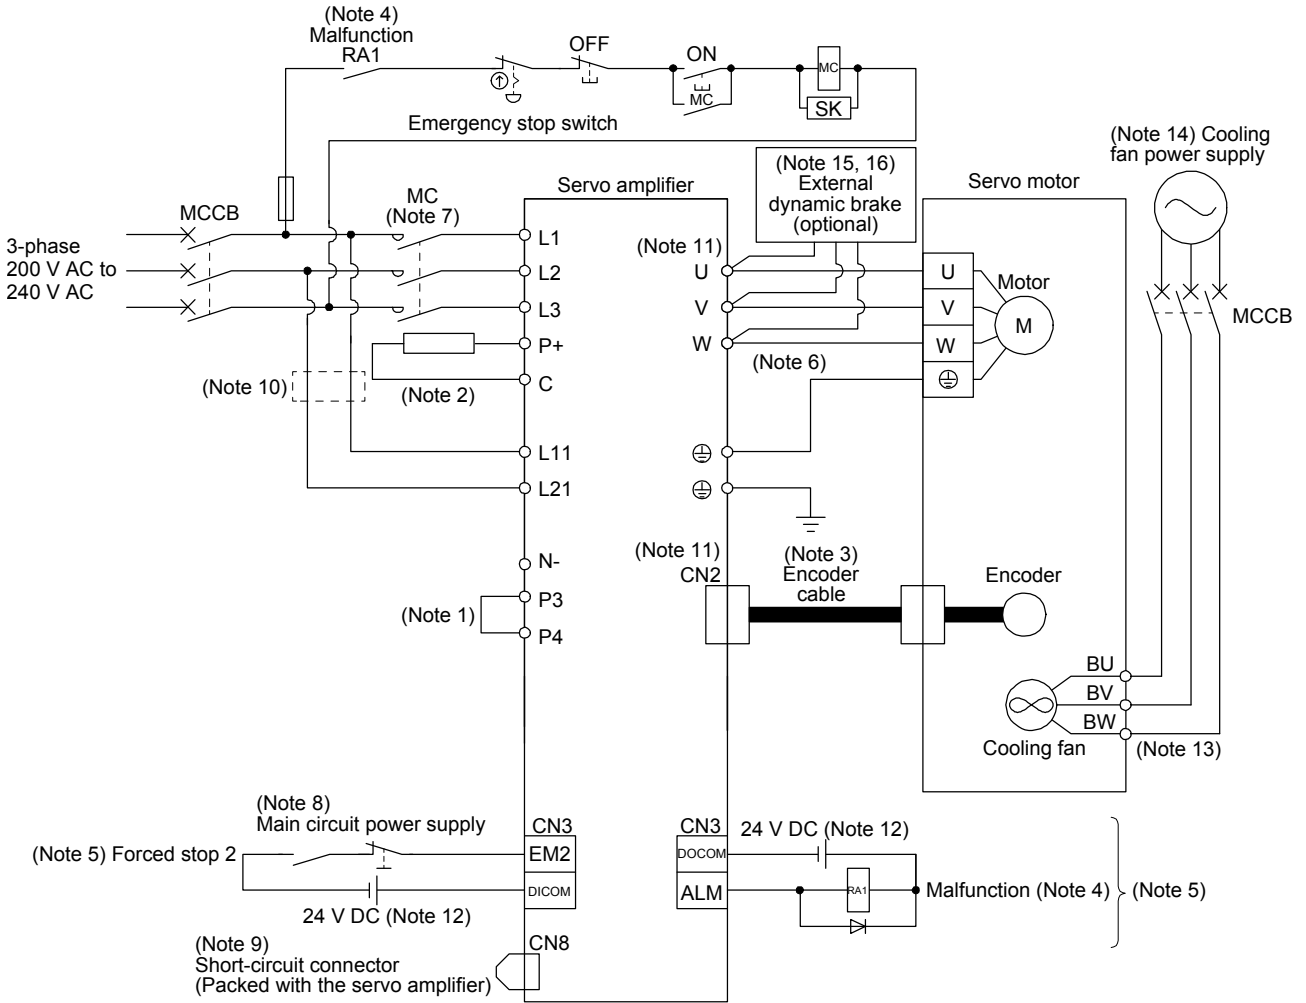 (Note 4)
Malfunction
RA1
OFF
ON
MC
MC
SK
Emergency stop switch
(Note 14) Cooling
fan power supply
(Note 15, 16)
External
dynamic brake
(optional)
Servo amplifier
Servo motor
MCCB
MC
(Note 7)
3-phase
200 V AC to
240 V AC
L1
L2
L3
P+
C
(Note 11)
U
V
W
U
V
W
Motor
M
MCCB
(Note 6)
(Note 10)
(Note 2)
L11
L21
N-
P3
P4
(Note 1)
(Note 11)
CN2
(Note 3)
Encoder
cable
Encoder
BU
BV
BW
Cooling fan
(Note 13)
(Note 8)
Main circuit power supply
(Note 5) Forced stop 2
CN3
EM2
DICOM
24 V DC (Note 12)
CN3
DOCOM
ALM
24 V DC (Note 12)
RA1
Malfunction (Note 4)
(Note 5)
(Note 9)
Short-circuit connector
(Packed with the servo amplifier)
CN8